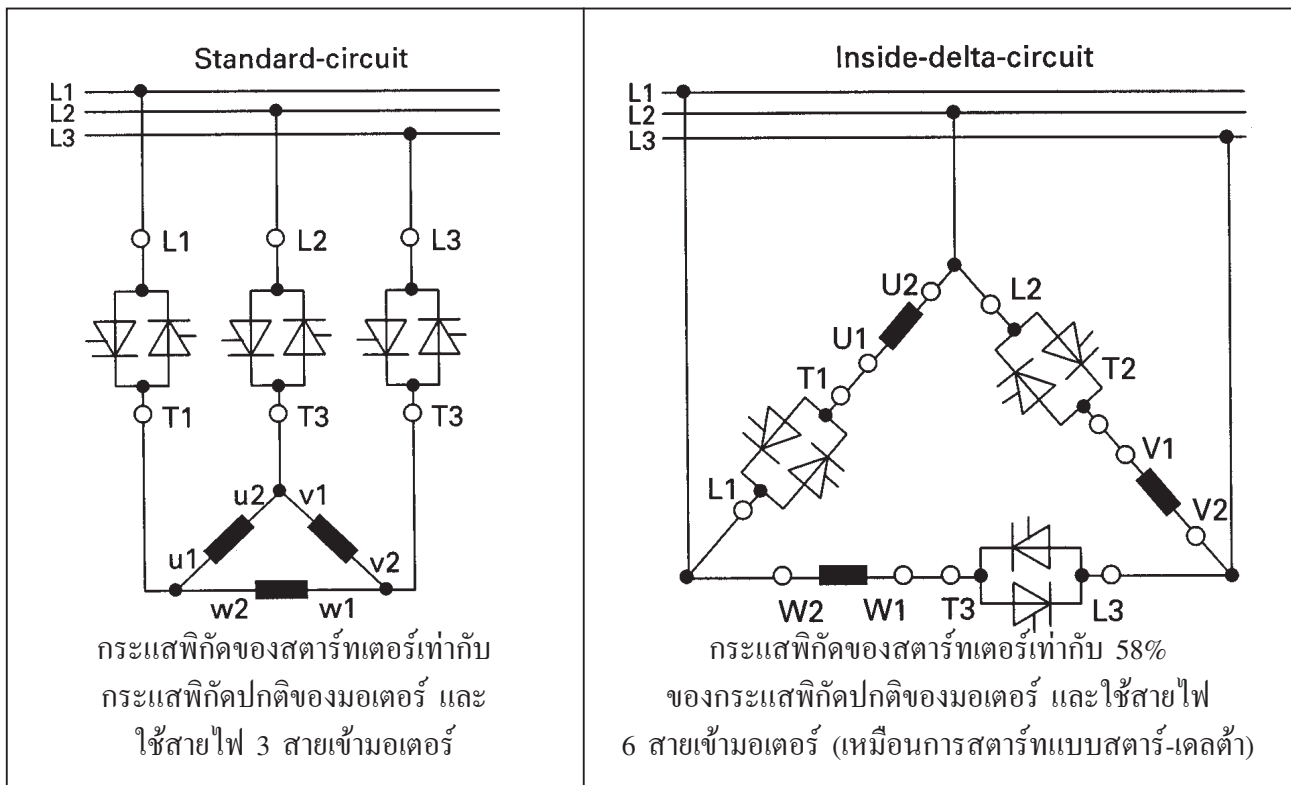 Standard-circuit
L1
L2
L3
L1 L2 L3
T1 T3 T3
u2 v1
u1 v2
w2 w1
กระแสพิกัดของสตาร์ทเตอร์เท่ากับ
กระแสพิกัดปกติของมอเตอร์ และ
ใช้สายไฟ 3 สายเข้ามอเตอร์
Inside-delta-circuit
L1
L2
L3
U2 L2
U1
T1 T2
V1
L1 V2
W2 W1 T3 L3
กระแสพิกัดของสตาร์ทเตอร์เท่ากับ 58%
ของกระแสพิกัดปกติของมอเตอร์ และใช้สายไฟ
6 สายเข้ามอเตอร์ (เหมือนการสตาร์ทแบบสตาร์-เดลต้า)